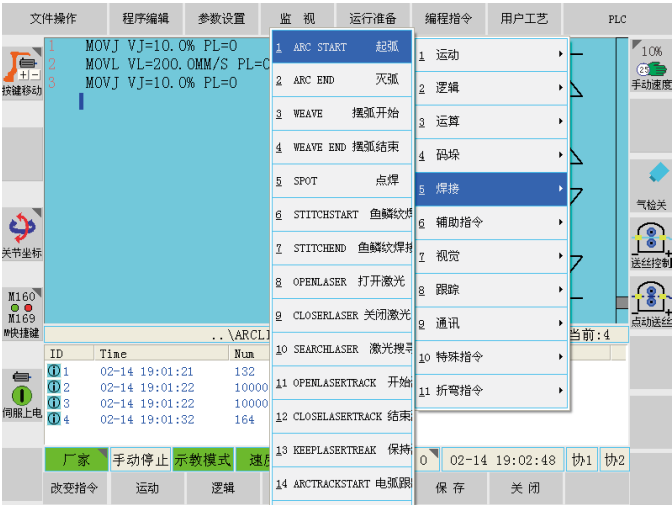 文件操作 程序编辑 参数设置 监 视 运行准备 编程指令 用户工艺 PLC
1 MOVJ VJ=10.0% PL=0
2 MOVL VL=200.0MM/S PL=0
3 MOVJ VJ=10.0% PL=0
按键移动
关节坐标
M160
M169
M快捷键
伺服上电
1 ARC START 起弧
2 ARC END 灭弧
3 WEAVE 摆弧开始
4 WEAVE END 摆弧结束
5 SPOT 点焊
6 STITCHSTART 鱼鳞纹焊
7 STITCHEND 鱼鳞纹焊接
8 OPENLASER 打开激光
9 CLOSERLASER 关闭激光
10 SEARCHLASER 激光搜寻
11 OPENLASERTRACK 开始
12 CLOSELASERTRACK 结束
13 KEEPLASERTREAK 保持
14 ARCTRACKSTART 电弧跟
1 运动
2 逻辑
3 运算
4 码垛
5 焊接
6 辅助指令
7 视觉
8 跟踪
9 通讯
10 特殊指令
11 折弯指令
10%
手动速度
气检关
送丝控制
点动送丝
..\ARCLI
当前:4
ID Time Num
1 02-14 19:01:21 132
2 02-14 19:01:22 10000
3 02-14 19:01:22 10000
4 02-14 19:01:32 164
厂家 手动停止 示教模式 速度 0 02-14 19:02:48 协1 协2
改变指令 运动 逻辑 保 存 关 闭